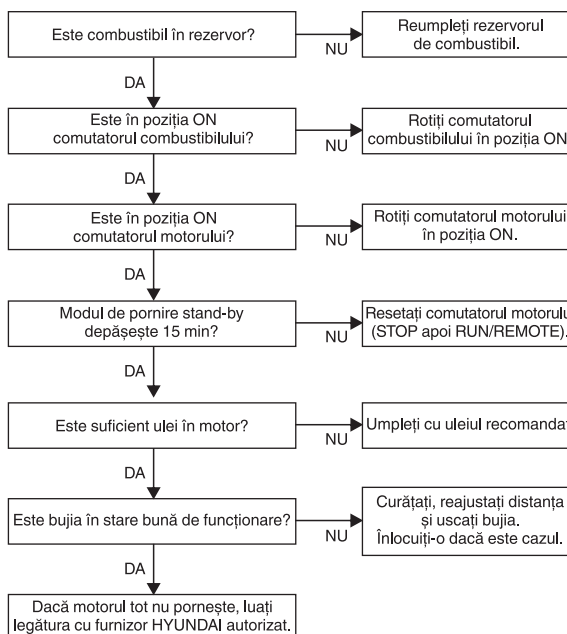 Este combustibil în rezervor?
NU
Reumpleți rezervorul
de combustibil.
DA
Este în poziția ON
comutatorul combustibilului?
NU
Rotiți comutatorul
combustibilului în poziția ON
DA
Este în poziția ON
comutatorul motorului?
NU
Rotiți comutatorul motorului
în poziția ON.
DA
Modul de pornire stand-by
depășește 15 min?
NU
Resetați comutatorul motorulu
(STOP apoi RUN/REMOTE).
DA
Este suficient ulei în motor?
NU
Umpleți cu uleiul recomandat
DA
Este bujia în stare bună de funcționare?
NU
Curățați, reajustați distanța
și uscați bujia.
Înlocuiți-o dacă este cazul.
DA
Dacă motorul tot nu pornește, luați
legătura cu furnizor HYUNDAI autorizat.